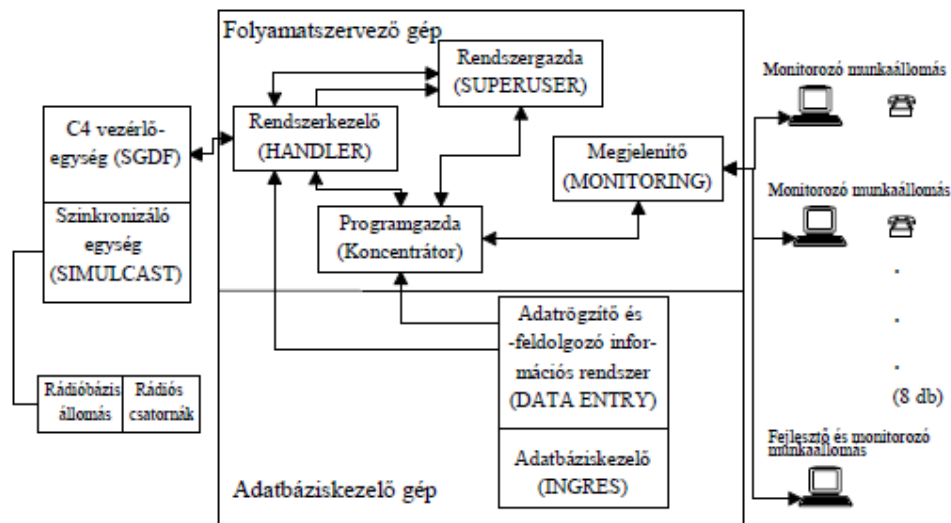 Folyamatszervező gép
Rendszergazda
(SUPERUSER)
Monitorozó munkaállomás
C4 vezérlő-
egység (SGDF)
Rendszerkezelő
(HANDLER)
Megjelenítő
(MONITORING)
Monitorozó munkaállomás
Szinkronizáló
egység
(SIMULCAST)
Programgazda
(Koncentrátor)
.
.
.
(8 db)
Adatrögzítő és
-feldolgozó infor-
mációs rendszer
(DATA ENTRY)
Rádióbázis
állomás
Rádiós
csatornák
Fejlesztő és monitorozó
munkaállomás
Adatbáziskezelő
(INGRES)
Adatbáziskezelő gép